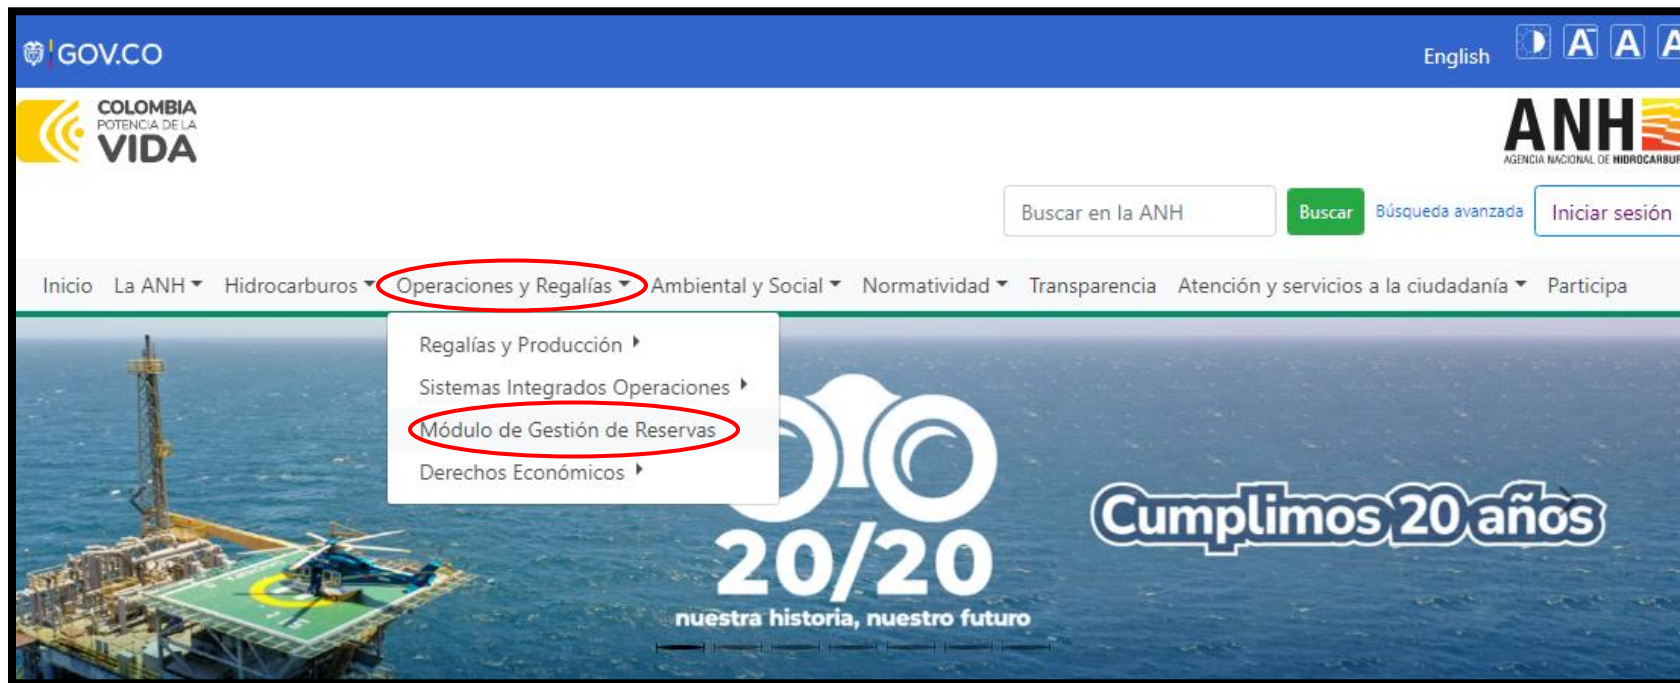 GOV.CO
English
A- A A
COLOMBIA
POTENCIA DE LA
VIDA
ANH
AGENCIA NACIONAL DE HIDROCARBUR
Buscar en la ANH
Buscar
Búsqueda avanzada
Iniciar sesión
Inicio La ANH Hidrocarburos Operaciones y Regalías Ambiental y Social Normatividad Transparencia Atención y servicios a la ciudadanía Participa
Regalías y Producción
Sistemas Integrados Operaciones
Módulo de Gestión de Reservas
Derechos Económicos
20/20
nuestra historia, nuestro futuro
Cumplimos 20 años